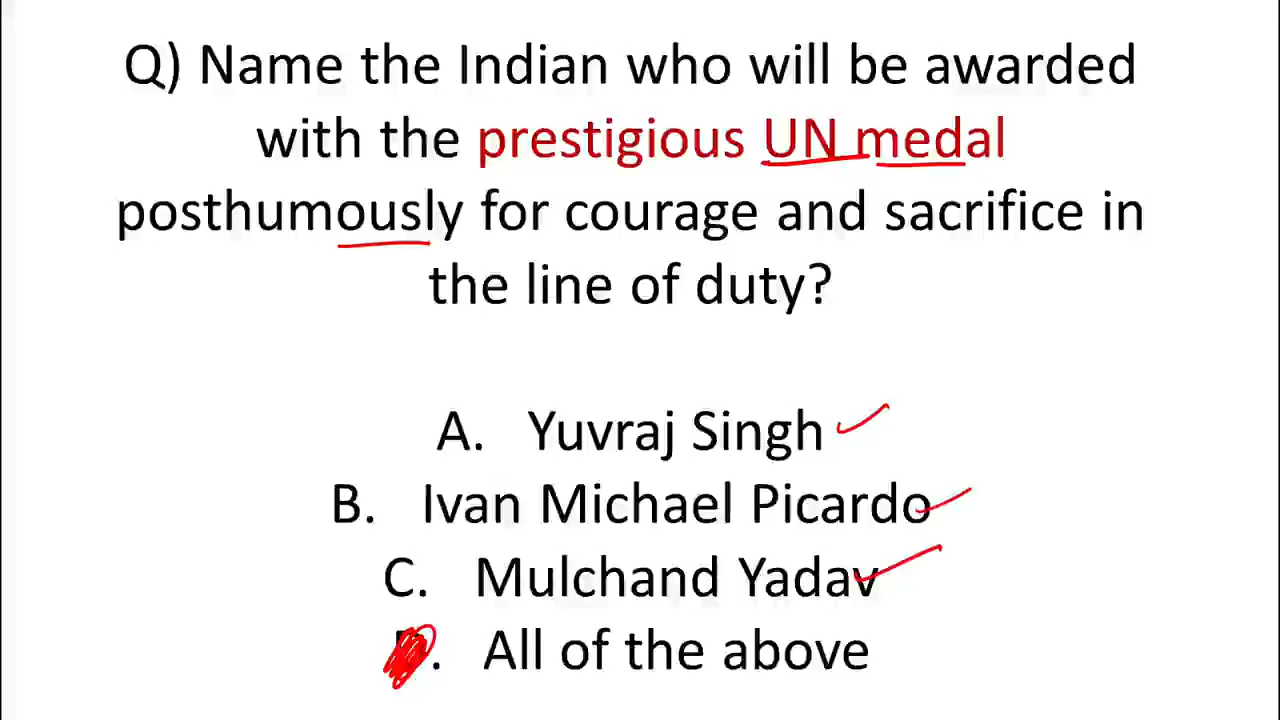 Q) Name the Indian who will be awarded
with the prestigious UN medal
posthumously for courage and sacrifice in
the line of duty?
A. Yuvraj Singh
B. Ivan Michael Picardo
C. Mulchand Yadav
. All of the above